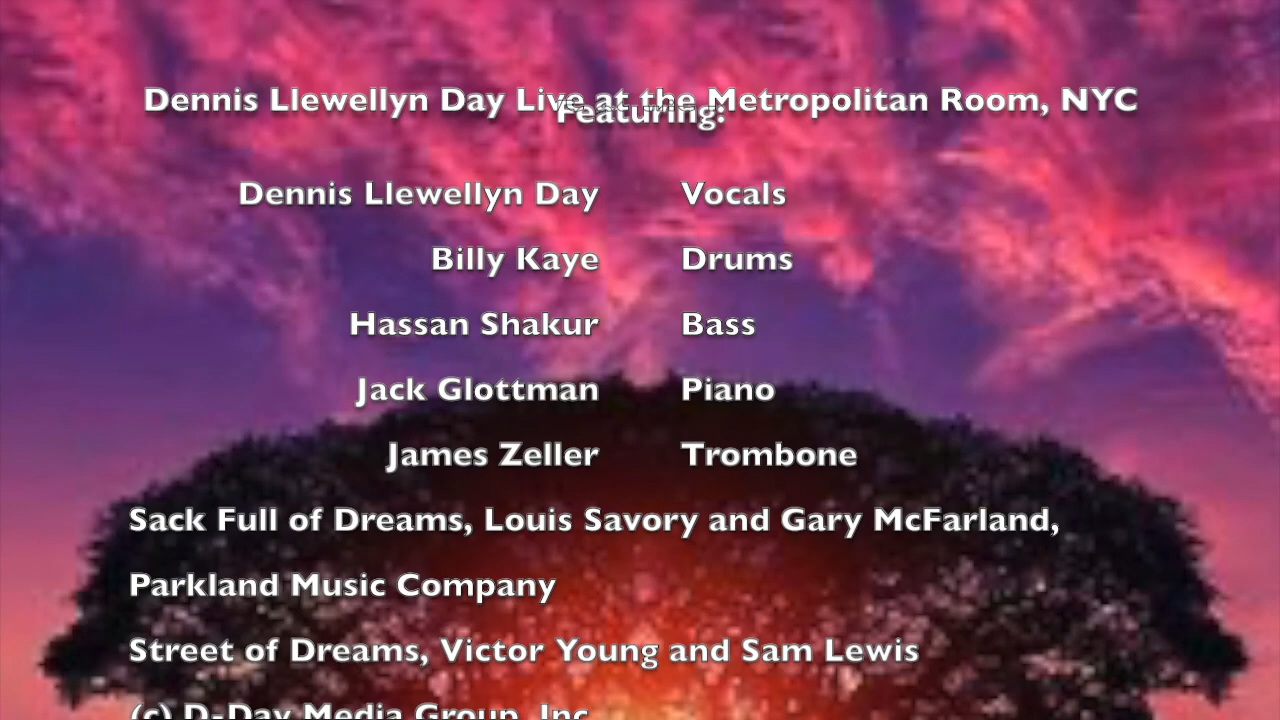 Dennis Llewellyn Day Live at the Metropolitan Room, NYC
Featuring:
Dennis Llewellyn Day Vocals
Billy Kaye Drums
Hassan Shakur Bass
Jack Glottman Piano
James Zeller Trombone
Sack Full of Dreams, Louis Savory and Gary McFarland,
Parkland Music Company
Street of Dreams, Victor Young and Sam Lewis
(c) D-Day Media Group, Inc